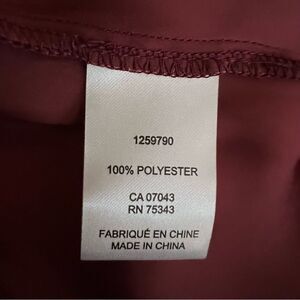 1259790
100% POLYESTER
CA 07043
RN 75343
FABRIQUÉ EN CHINE
MADE IN CHINA